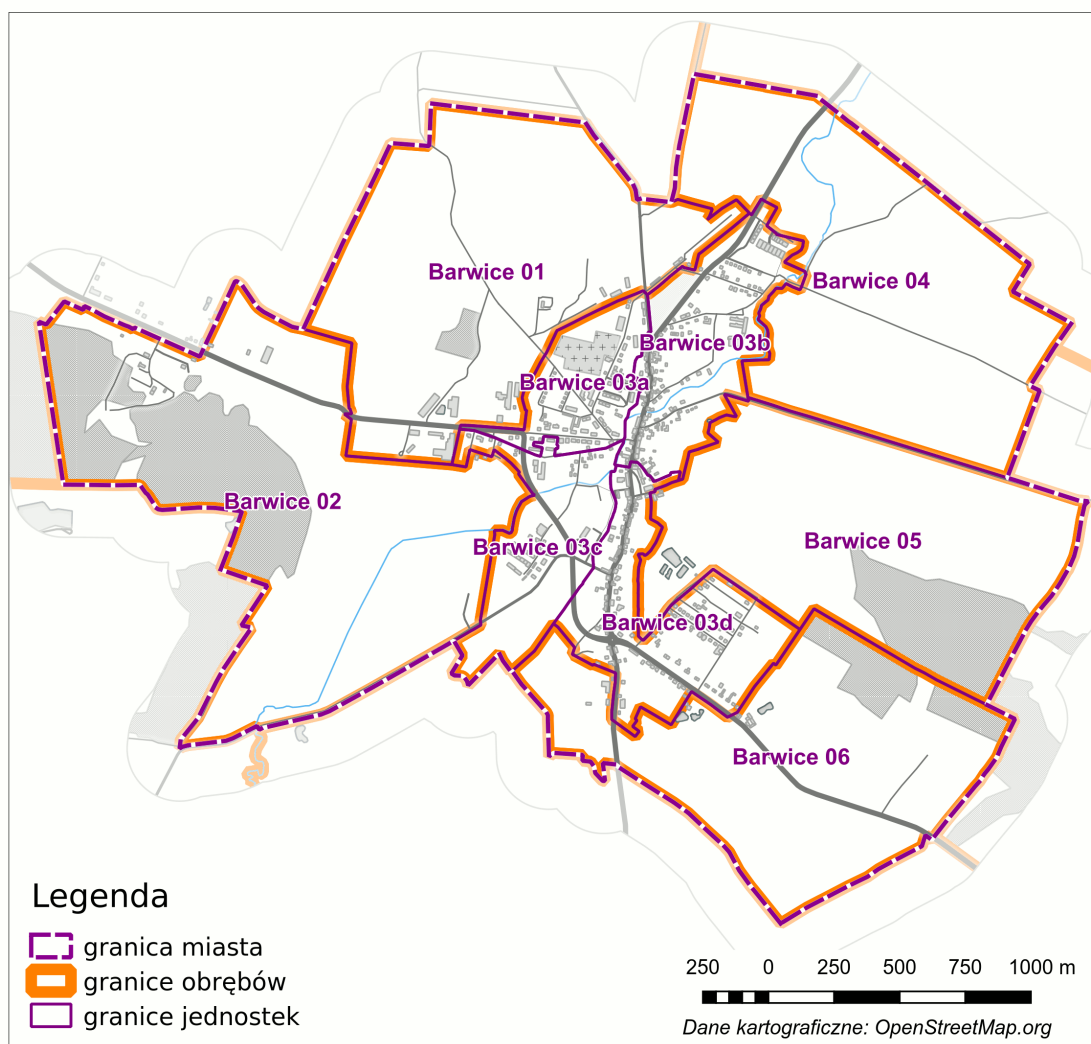 Barwice 01
Barwice 04
Barwice 03b
Barwice 03a
Barwice 02
Barwice 05
Barwice 03c
Barwice 03d
Barwice 06
Legenda
granica miasta
granice obrębów
granice jednostek
250 0 250 500 750 1000 m
Dane kartograficzne: OpenStreetMap.org